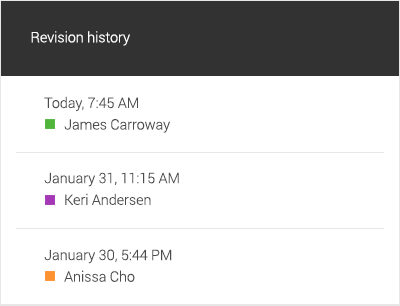 Revision history
Today, 7:45 AM
James Carroway
January 31, 11:15 AM
Keri Andersen
January 30, 5:44 PM
Anissa Cho